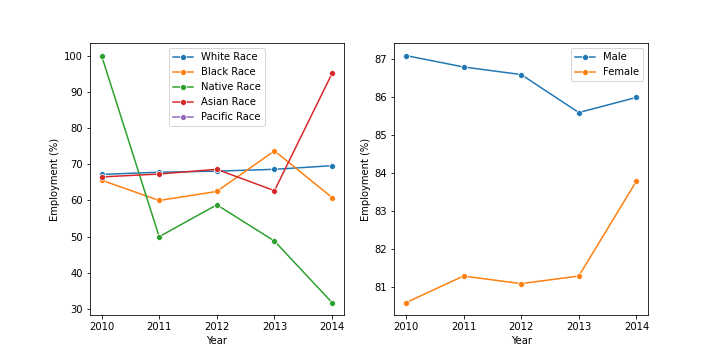 100
90
80
70
60
50
40
30
Employment (%)
2010 2011 2012 2013 2014
Year
White Race
Black Race
Native Race
Asian Race
Pacific Race
87
86
85
84
83
82
81
Employment (%)
2010 2011 2012 2013 2014
Year
Male
Female